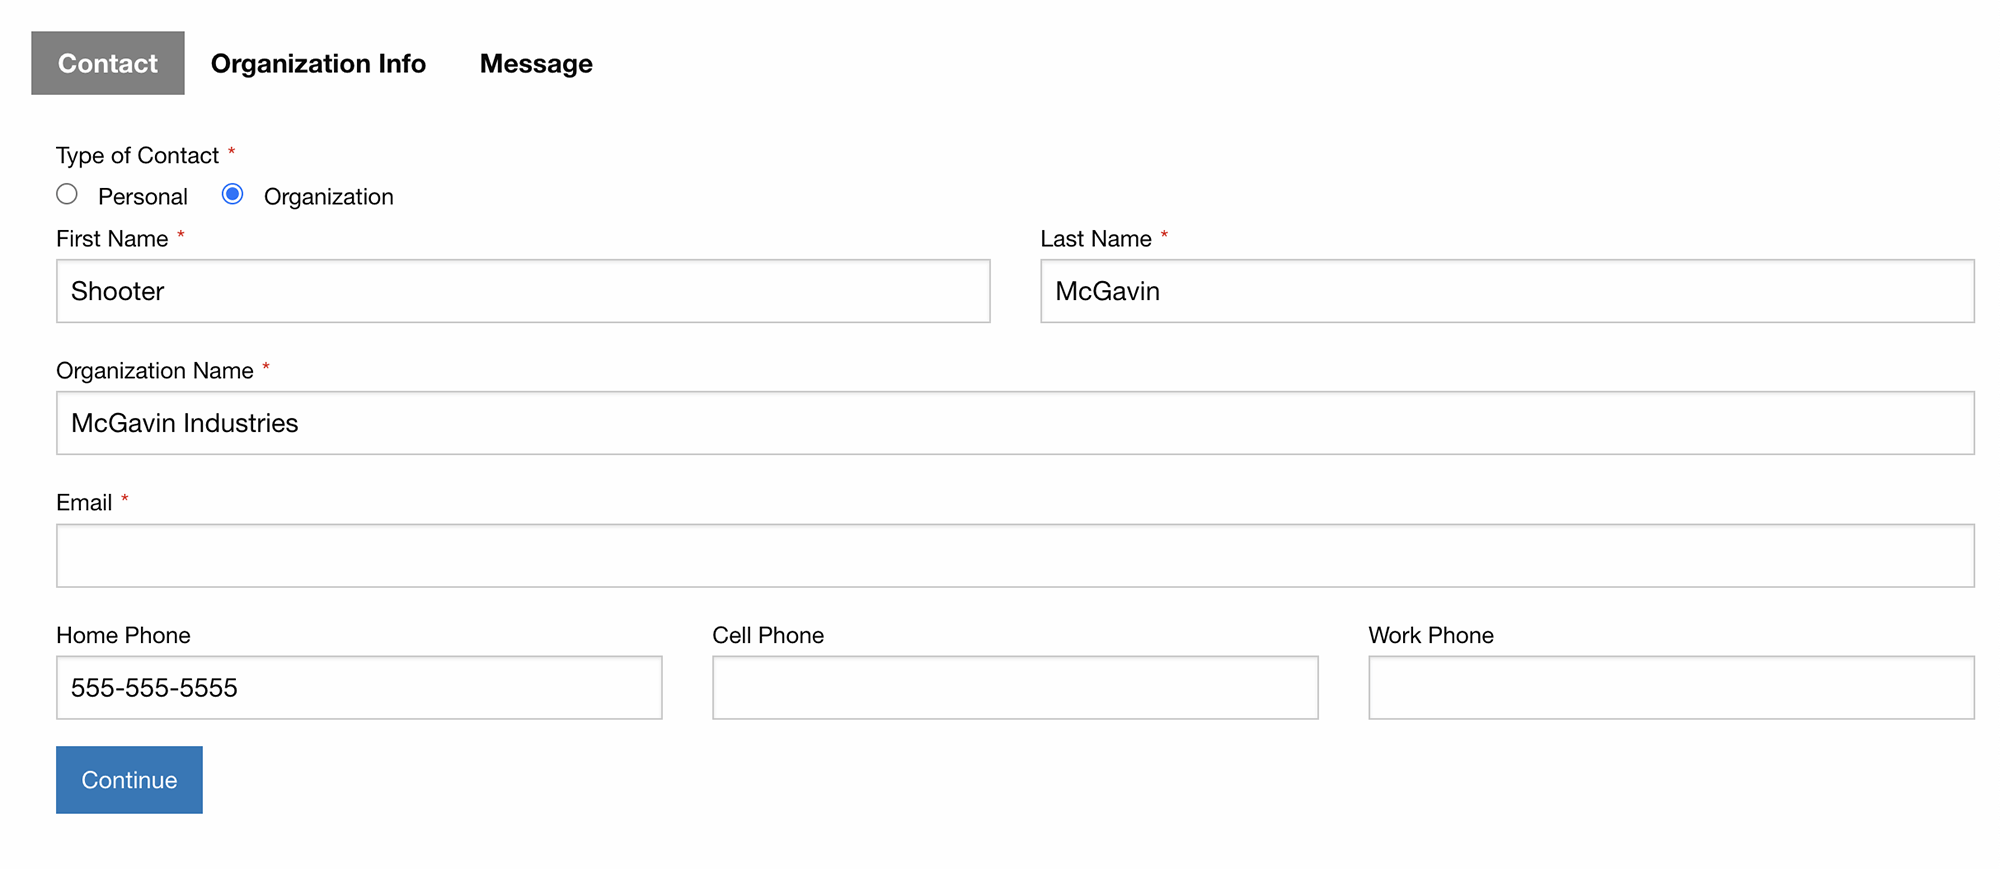 Contact Organization Info Message
Type of Contact *
Personal Organization
First Name * Last Name *
Shooter McGavin
Organization Name *
McGavin Industries
Email *
Home Phone Cell Phone Work Phone
555-555-5555
Continue